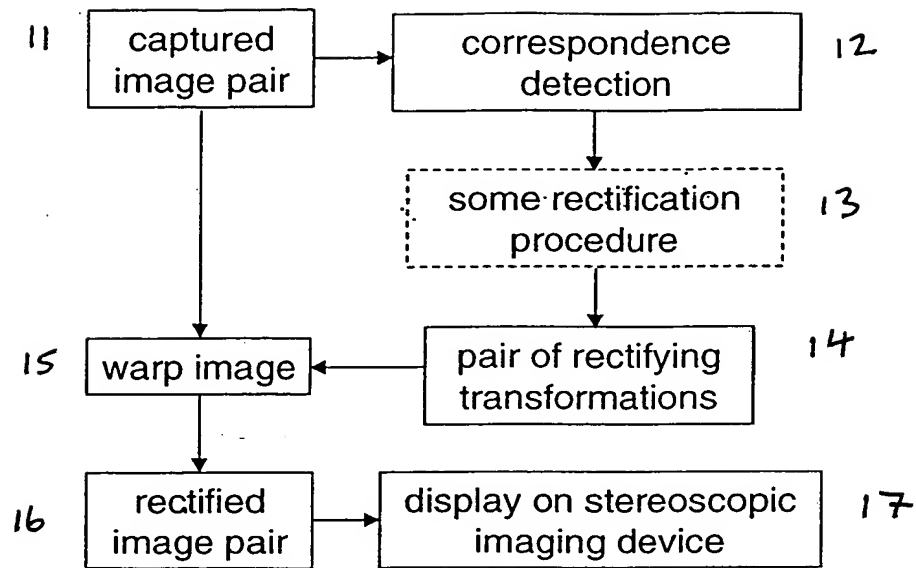 11
captured
image pair
correspondence
detection
12
some rectification
procedure
13
15
warp image
pair of rectifying
transformations
14
16
rectified
image pair
display on stereoscopic
imaging device
17